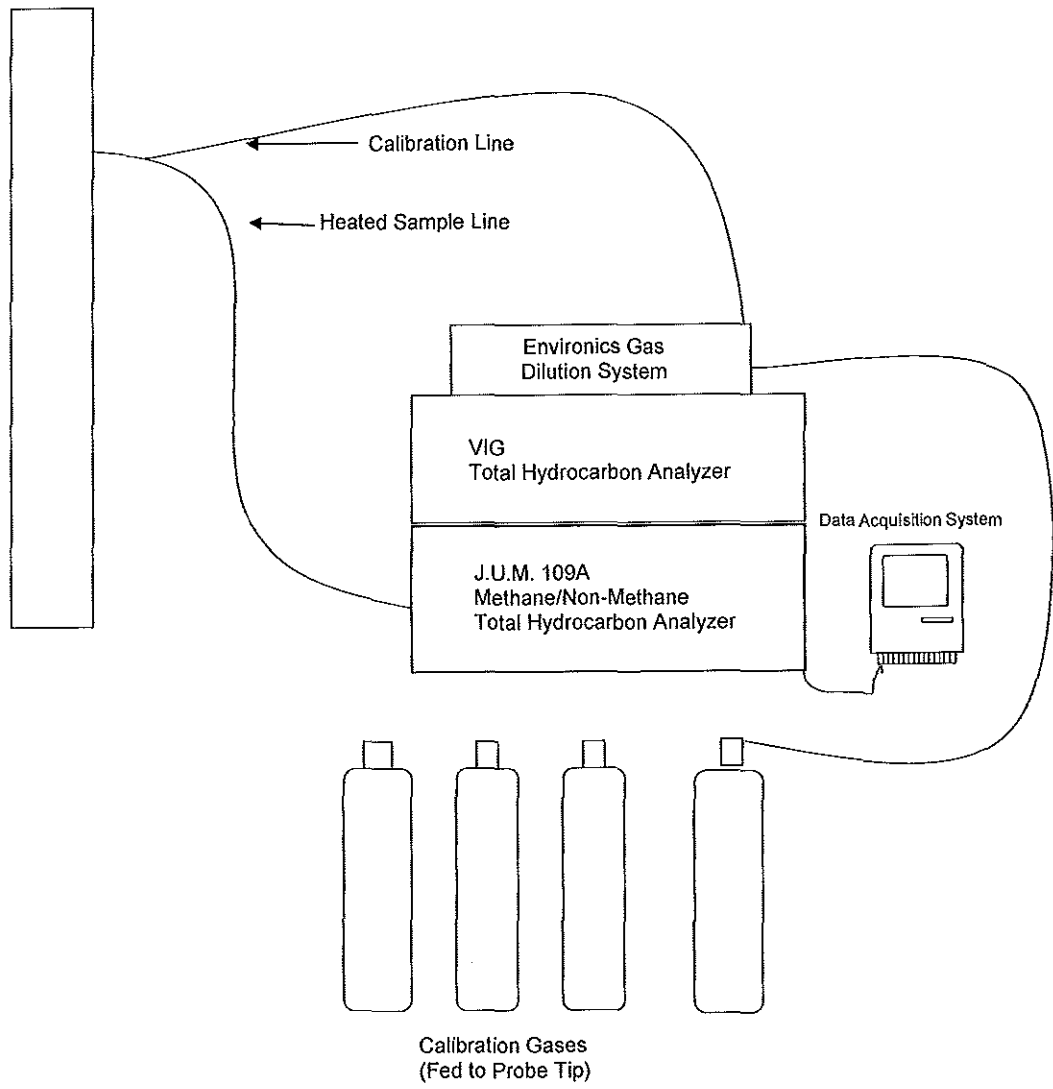 Calibration Line
Heated Sample Line
Environics Gas
Dilution System
VIG
Total Hydrocarbon Analyzer
Data Acquisition System
J.U.M. 109A
Methane/Non-Methane
Total Hydrocarbon Analyzer
Calibration Gases
(Fed to Probe Tip)